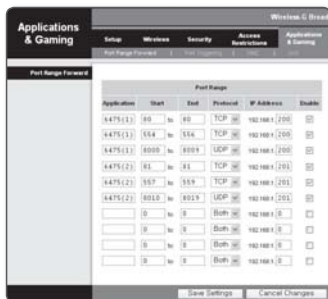 Wireless-G Broad
Applications & Gaming
Setup Wireless Security Access Restrictions Applications & Gaming
Port Range Forward | Port Triggering | |
Port Range Forward
Port Range
Application Start End Protocol IP Address Enable
6475(1) 80 to 80 TCP 192.168.1. 200
6475(1) 554 to 556 TCP 192.168.1. 200
6475(1) 8000 to 8009 UDP 192.168.1. 200
6475(2) 81 to 81 TCP 192.168.1. 201
6475(2) 557 to 559 TCP 192.168.1. 201
6475(2) 8010 to 8019 UDP 192.168.1. 201
0 to 0 Both 192.168.1. 0
0 to 0 Both 192.168.1. 0
0 to 0 Both 192.168.1. 0
0 to 0 Both 192.168.1. 0
Save Settings Cancel Changes